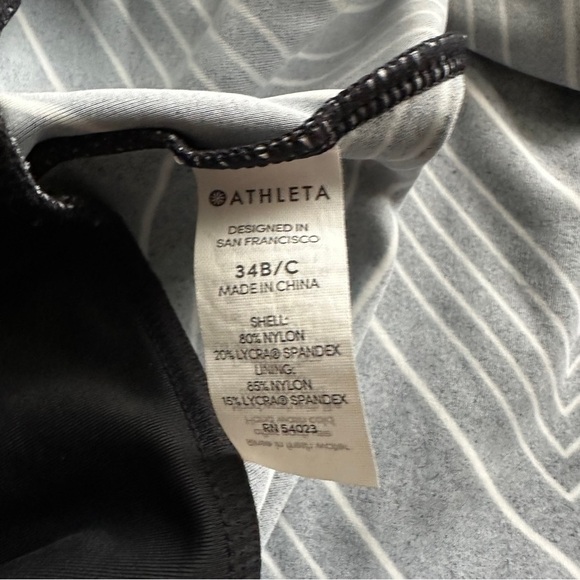 ATHLETA
DESIGNED IN
SAN FRANCISCO
34B/C
MADE IN CHINA
SHELL:
80% NYLON
20% LYCRA® SPANDEX
LINING:
85% NYLON
15% LYCRA® SPANDEX
RN 54023